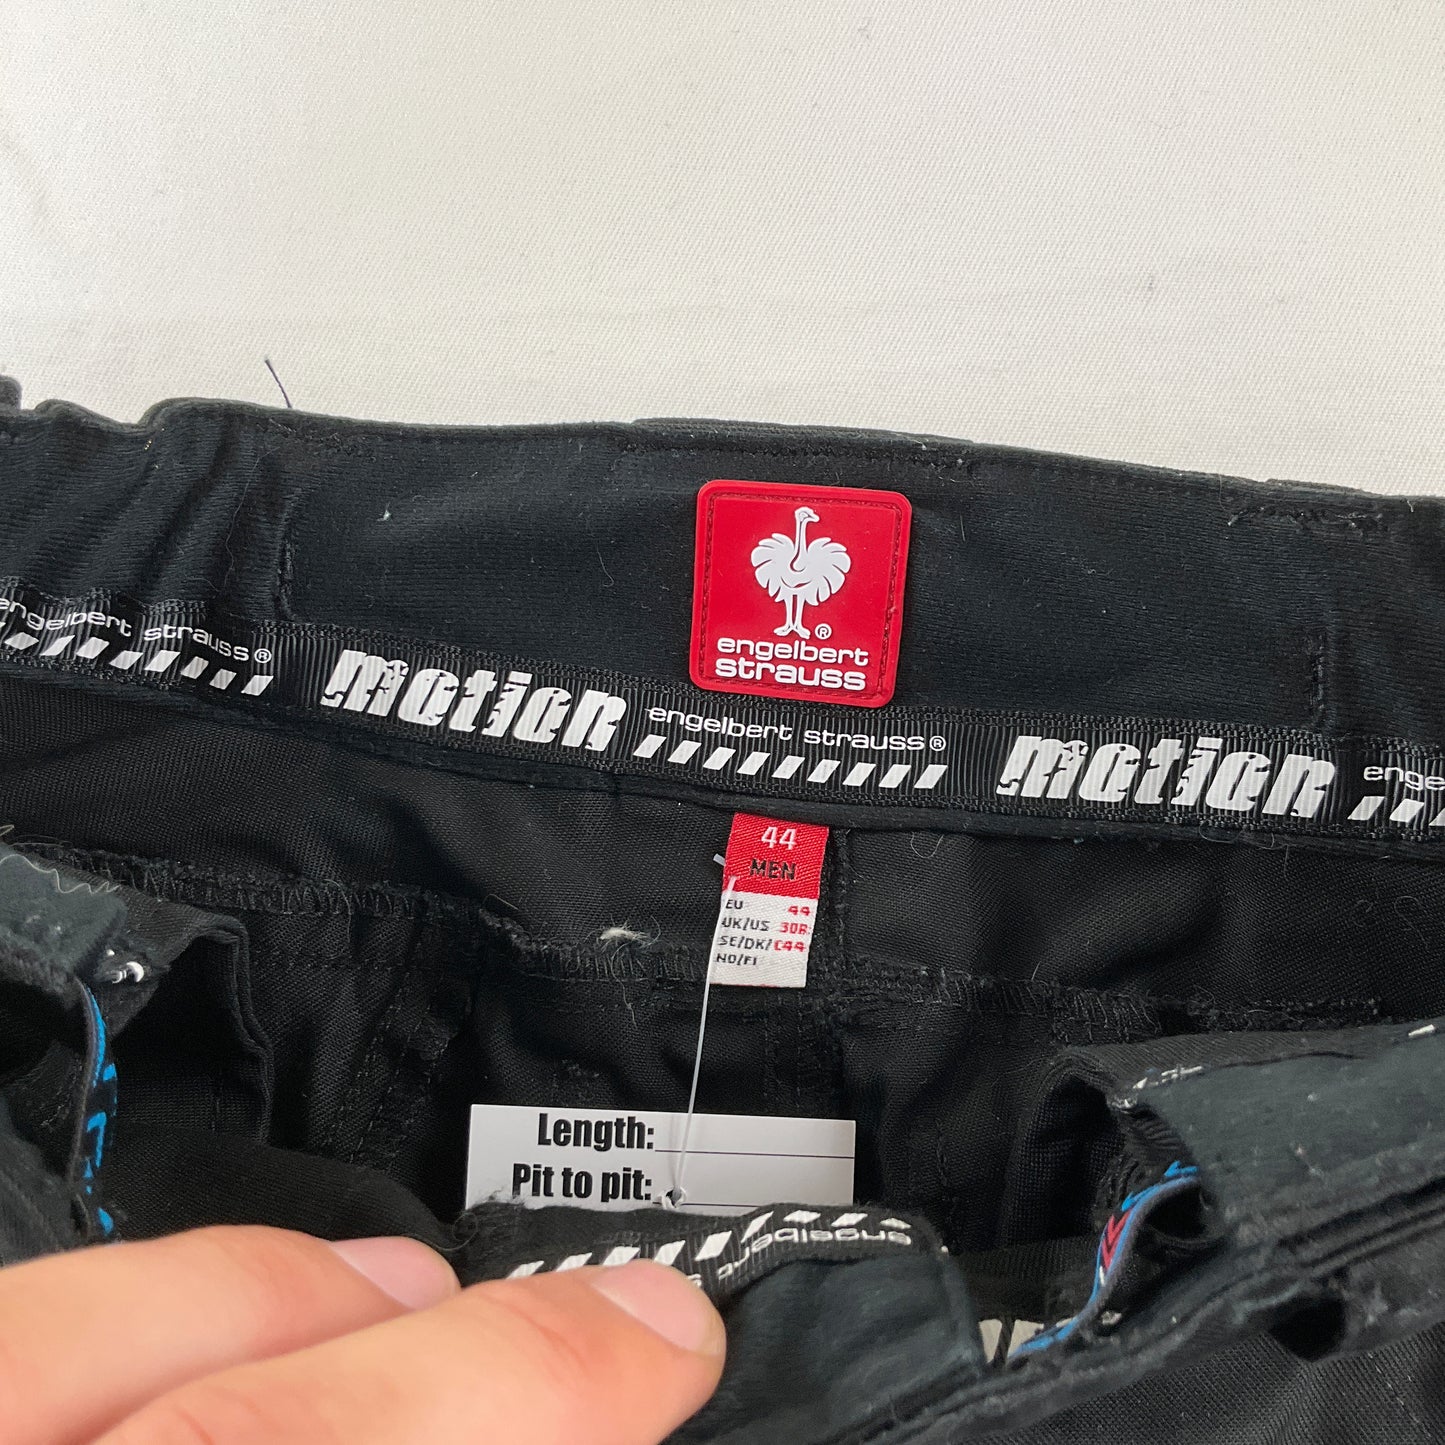 engelbert
strauss
engelbert strauss®
motion
engelbert strauss®
motion
44
MEN
EU 44
UK/US 30R
SE/DK/ C44
NO/FI
Length:
Pit to pit:
engelbert